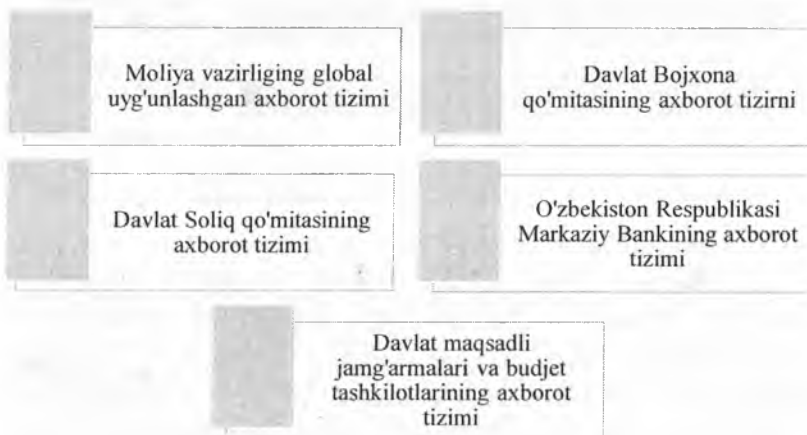 Moliya vazirliging global
uyg'unlashgan axborot tizimi
Davlat Bojxona
qo'mitasining axborot tizirni
Davlat Soliq qo'mitasining
axborot tizimi
O'zbekiston Respublikasi
Markaziy Bankining axborot
tizimi
Davlat maqsadli
jamg'armalari va budjet
tashkilotlarining axborot
tizimi